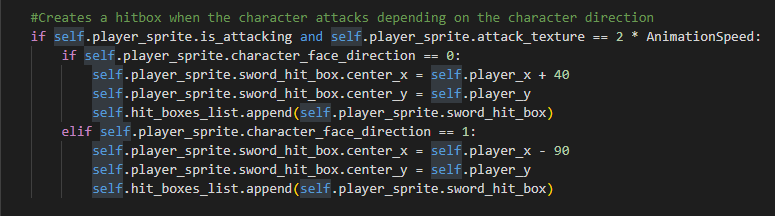 #Creates a hitbox when the character attacks depending on the character direction
if self.player_sprite.is_attacking and self.player_sprite.attack_texture == 2 * AnimationSpeed:
    if self.player_sprite.character_face_direction == 0:
        self.player_sprite.sword_hit_box.center_x = self.player_x + 40
        self.player_sprite.sword_hit_box.center_y = self.player_y
        self.hit_boxes_list.append(self.player_sprite.sword_hit_box)
    elif self.player_sprite.character_face_direction == 1:
        self.player_sprite.sword_hit_box.center_x = self.player_x - 90
        self.player_sprite.sword_hit_box.center_y = self.player_y
        self.hit_boxes_list.append(self.player_sprite.sword_hit_box)